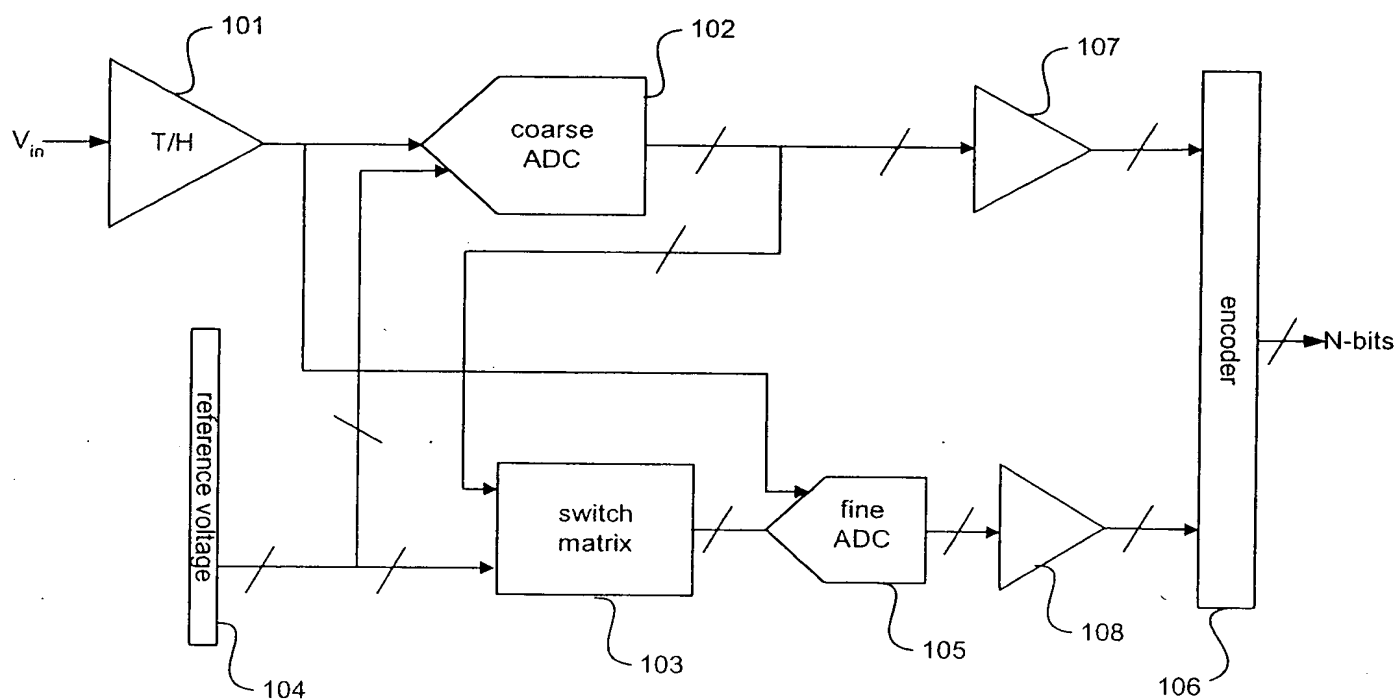 101
102
107
V_in
T/H
coarse
ADC
encoder
N-bits
reference voltage
switch
matrix
fine
ADC
104
103
105
108
106